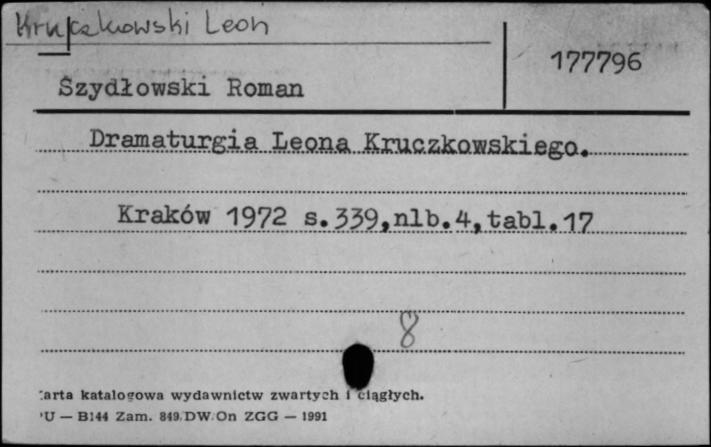 Kruczkowski Leon
177796
Szydłowski Roman
Dramaturgia Leona Kruczkowskiego.
Kraków 1972 s.339,nlb.4,tabl.17
8
arta katalogowa wydawnictw zwartych i ciągłych.
U — B144 Zam. 849.DW.On ZGG — 1991